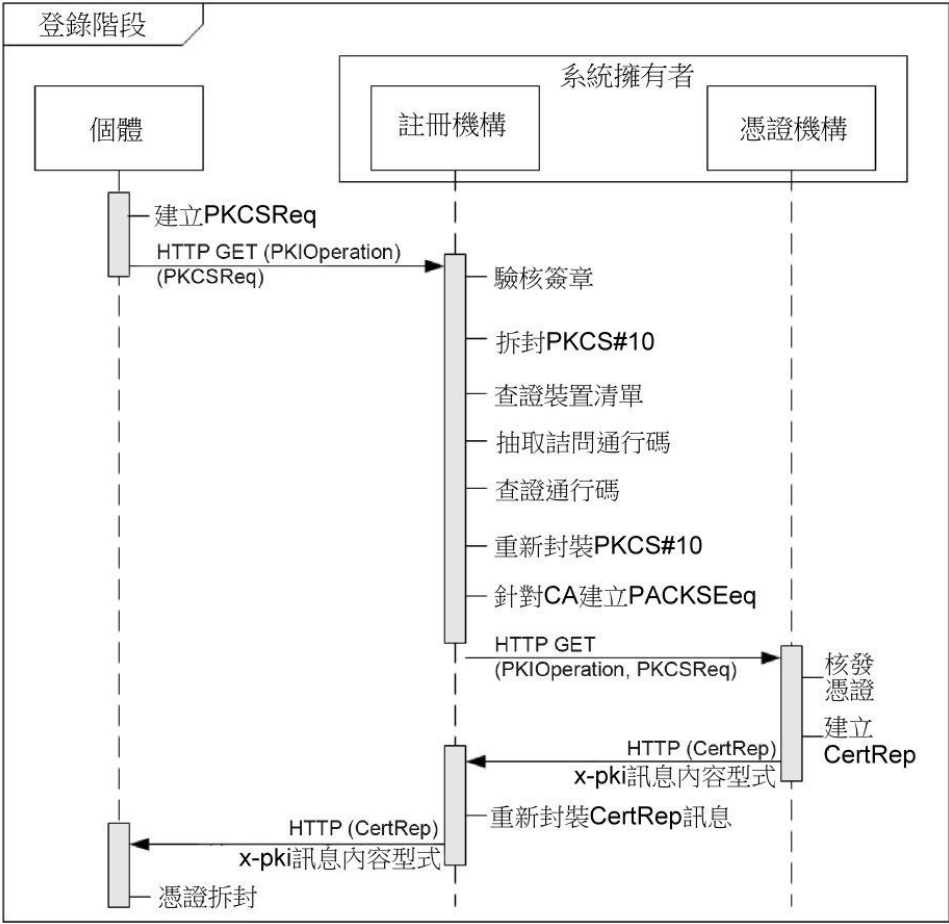 登錄階段
系統擁有者
個體
註冊機構
憑證機構
建立PKCSReq
HTTP GET (PKIOperation)
(PKCSReq)
驗核簽章
拆封PKCS#10
查證裝置清單
抽取詰問通行碼
查證通行碼
重新封裝PKCS#10
針對CA建立PACKSEeq
HTTP GET
(PKIOperation, PKCSReq)
核發
憑證
建立
CertRep
HTTP (CertRep)
x-pki訊息內容型式
重新封裝CertRep訊息
HTTP (CertRep)
x-pki訊息內容型式
憑證拆封